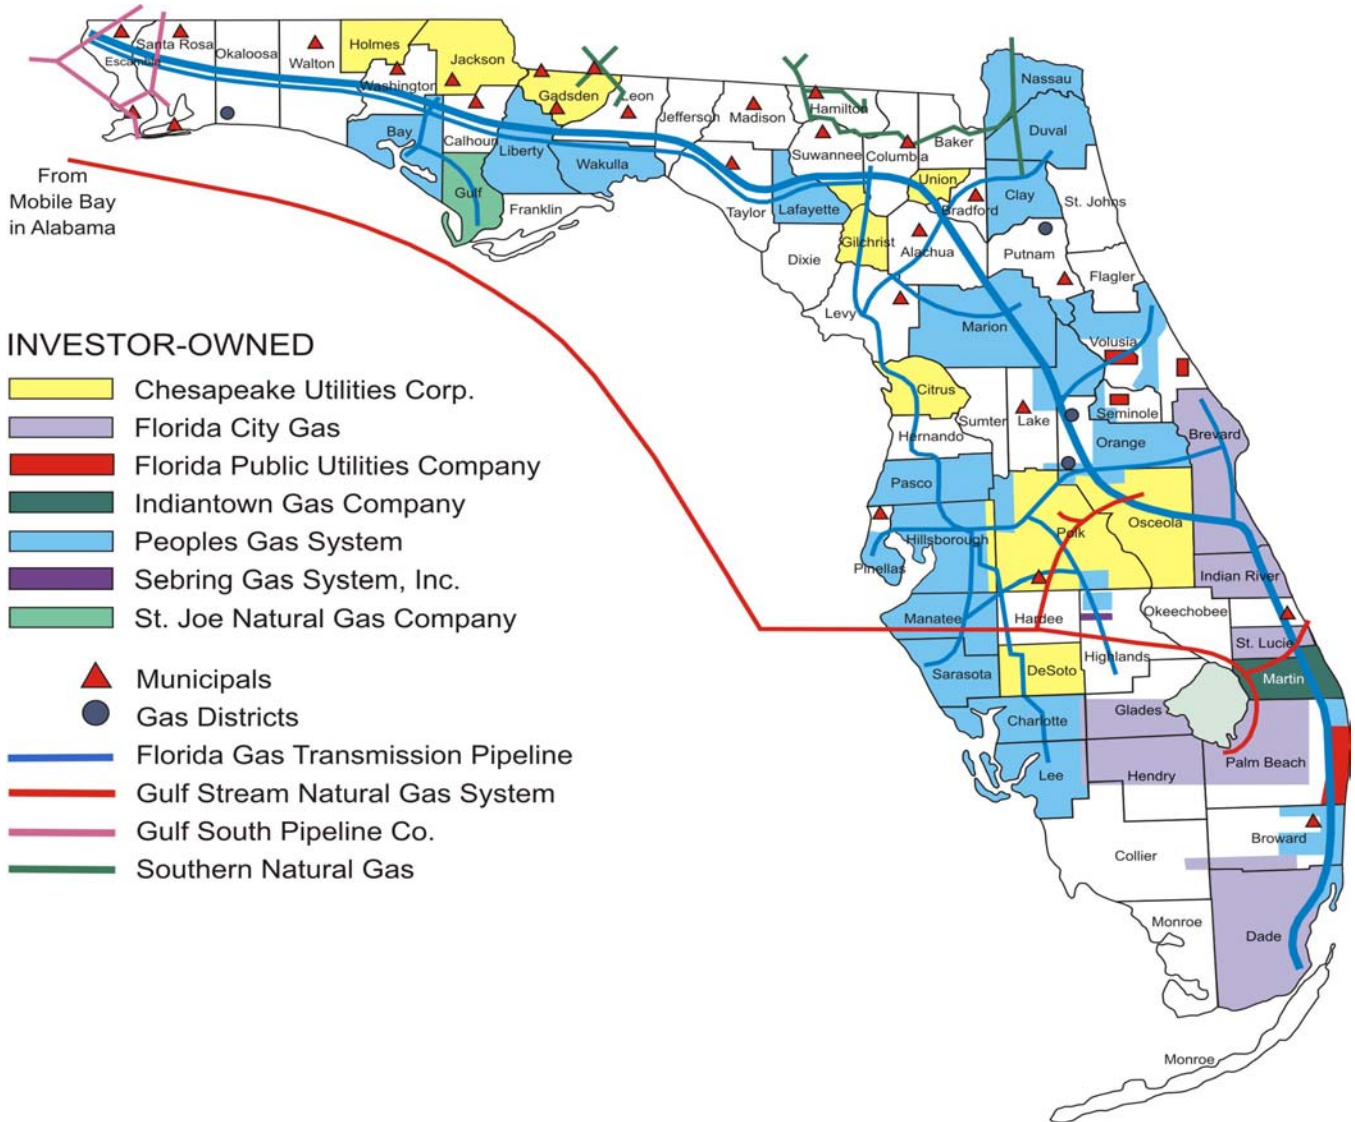 Santa Rosa
Escambia
Okaloosa
Walton
Holmes
Washington
Jackson
Bay
Calhoun
Gulf
Gadsden
Liberty
Franklin
Leon
Wakulla
Jefferson
Madison
Taylor
Hamilton
Suwannee
Lafayette
Dixie
Columbia
Gilchrist
Baker
Union
Bradford
Alachua
Levy
Nassau
Duval
Clay
St. Johns
Putnam
Flagler
Marion
Volusia
Citrus
Sumter
Lake
Seminole
Hernando
Orange
Brevard
Pasco
Hillsborough
Pinellas
Polk
Osceola
Indian River
Manatee
Hardee
Okeechobee
St. Lucie
Highlands
Sarasota
DeSoto
Martin
Charlotte
Glades
Lee
Hendry
Palm Beach
Collier
Broward
Monroe
Dade
Monroe
From
Mobile Bay
in Alabama
INVESTOR-OWNED
Chesapeake Utilities Corp.
Florida City Gas
Florida Public Utilities Company
Indiantown Gas Company
Peoples Gas System
Sebring Gas System, Inc.
St. Joe Natural Gas Company
Municipals
Gas Districts
Florida Gas Transmission Pipeline
Gulf Stream Natural Gas System
Gulf South Pipeline Co.
Southern Natural Gas